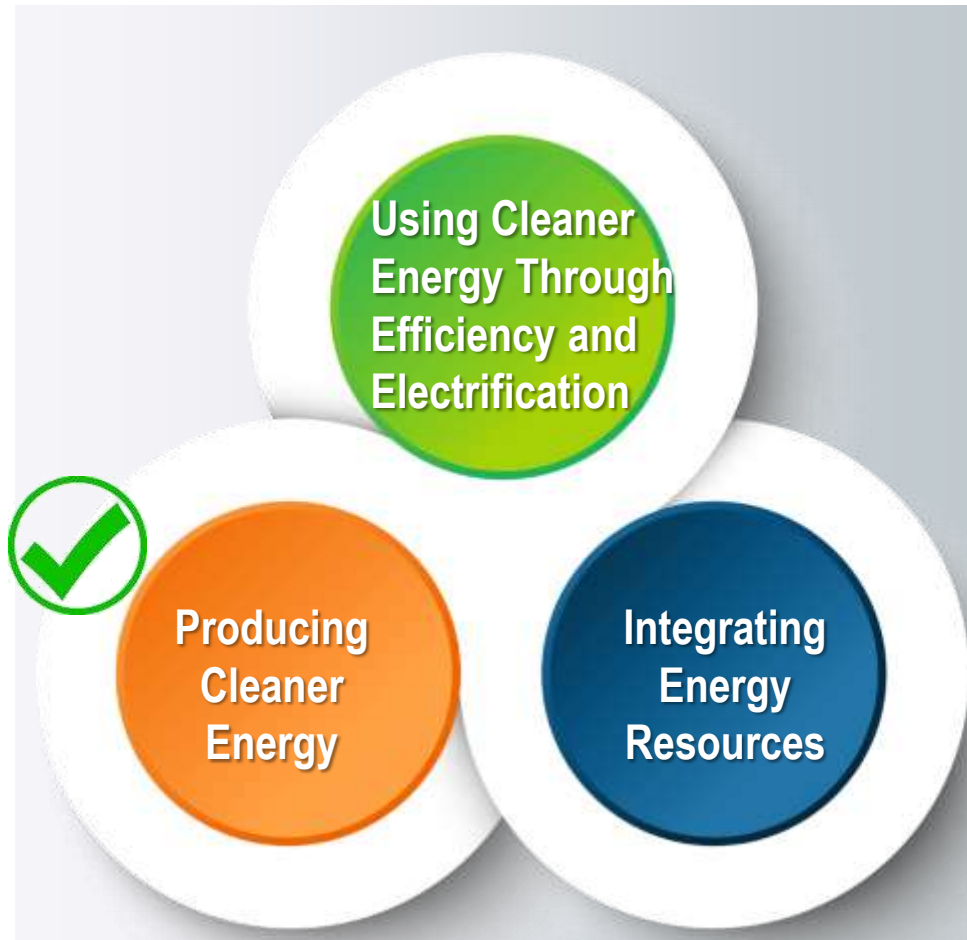 Using Cleaner
Energy Through
Efficiency and
Electrification
Producing
Cleaner
Energy
Integrating
Energy
Resources